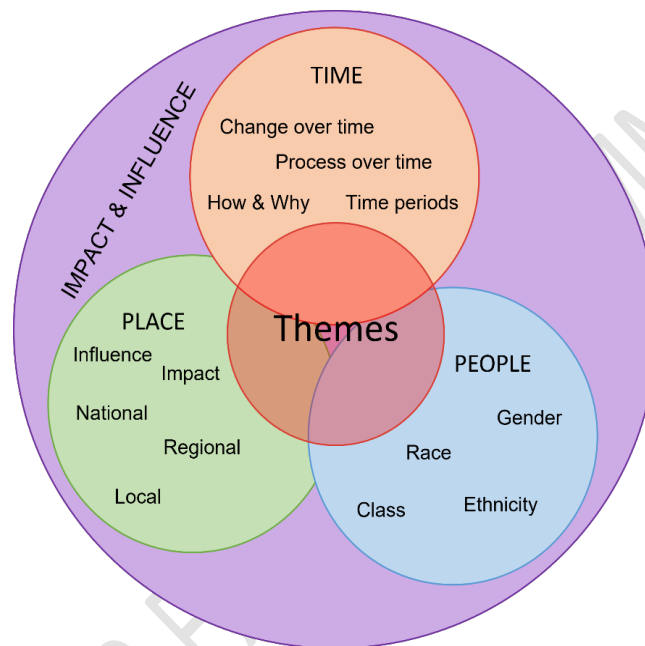 IMPACT & INFLUENCE
TIME
Change over time
Process over time
How & Why Time periods
Themes
PLACE
Influence
Impact
National
Regional
Local
PEOPLE
Gender
Race
Class
Ethnicity